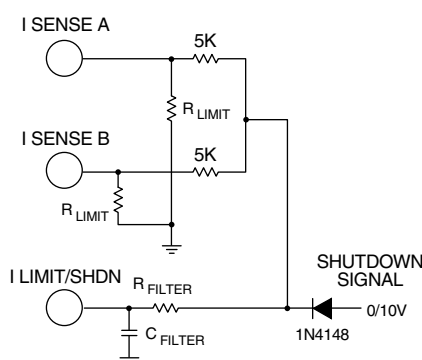 I SENSE A
5K
R LIMIT
I SENSE B
5K
R LIMIT
I LIMIT/SHDN
R FILTER
C FILTER
SHUTDOWN
SIGNAL
0/10V
1N4148